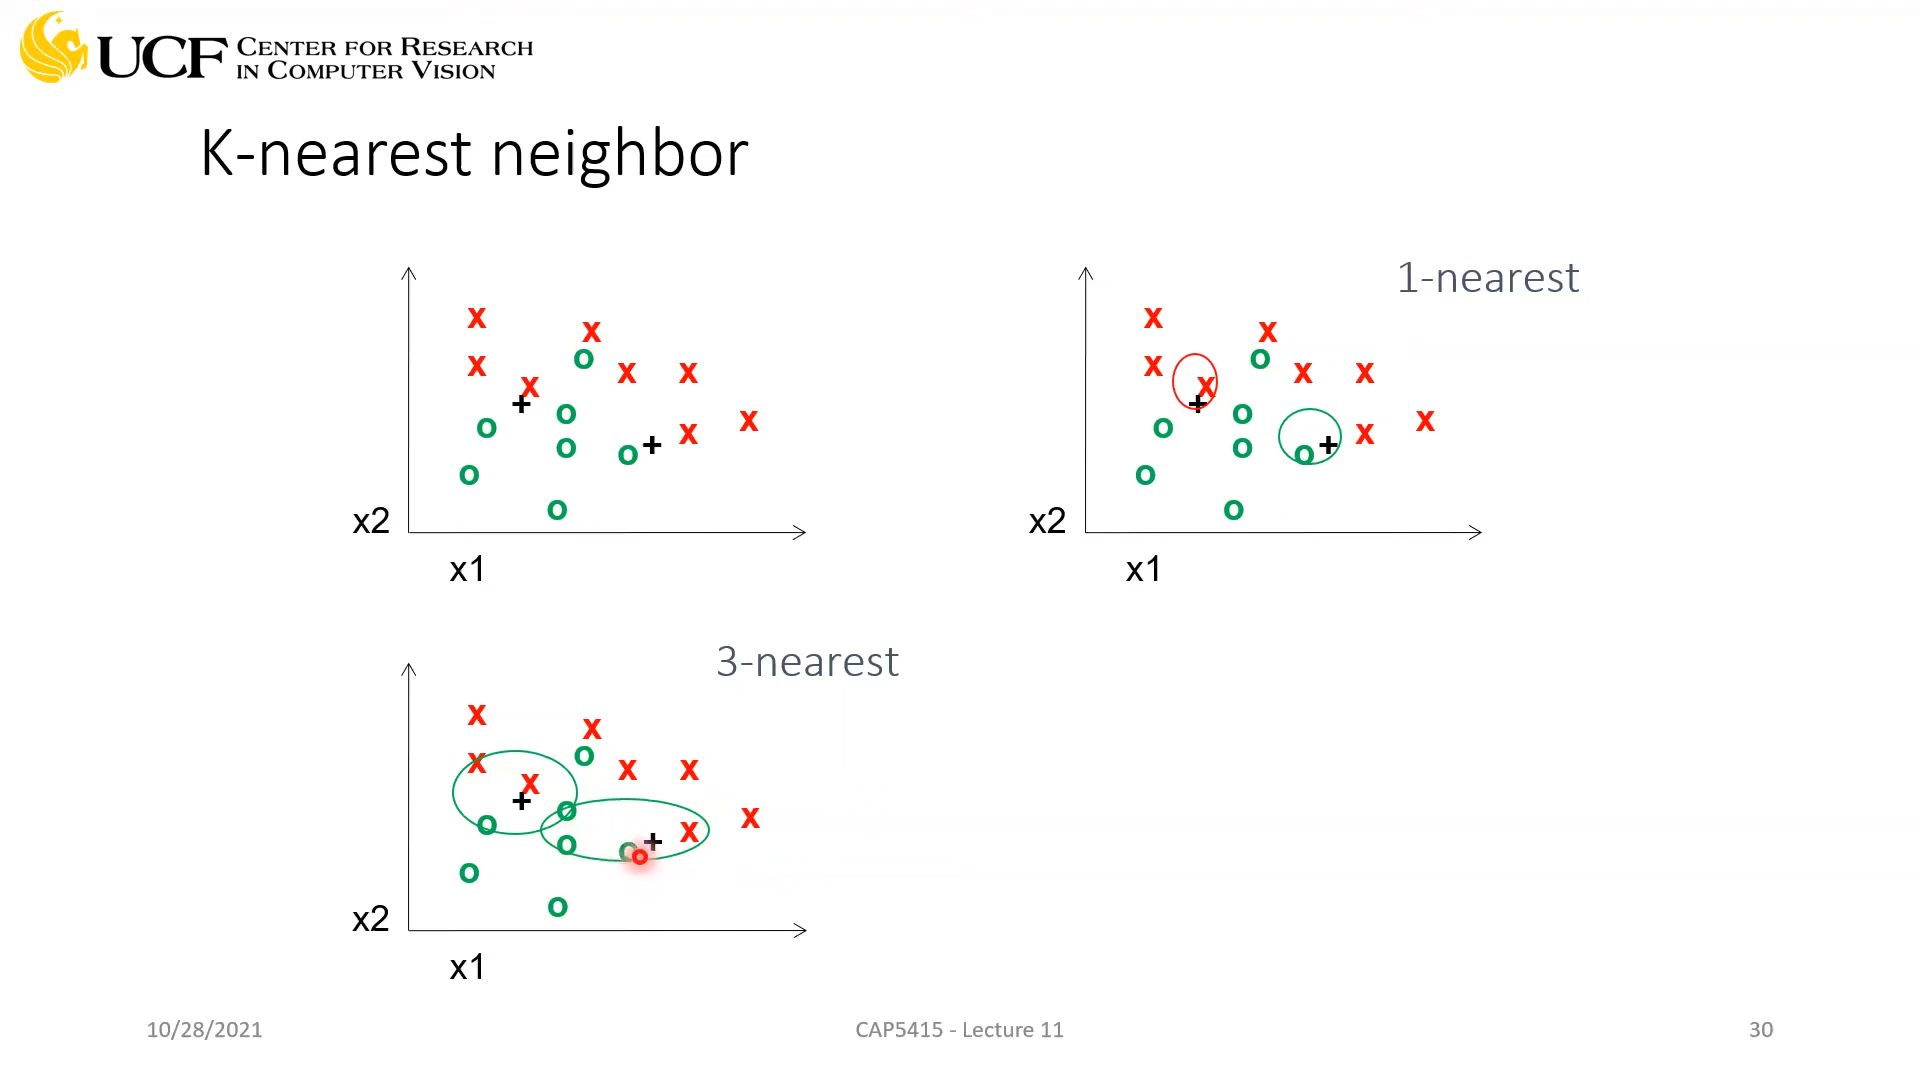 UCF CENTER FOR RESEARCH
IN COMPUTER VISION
K-nearest neighbor
x
x
x
o
x
x
x
+
o
o
x
x
o
+
o
o
o
x2
x1
1-nearest
x
x
x
o
x
x
x
+
o
o
x
x
o
+
o
o
o
x2
x1
3-nearest
x
x
x
o
x
x
x
+
o
o
x
x
o
+
o
o
o
x2
x1
10/28/2021
CAP5415 - Lecture 11
30